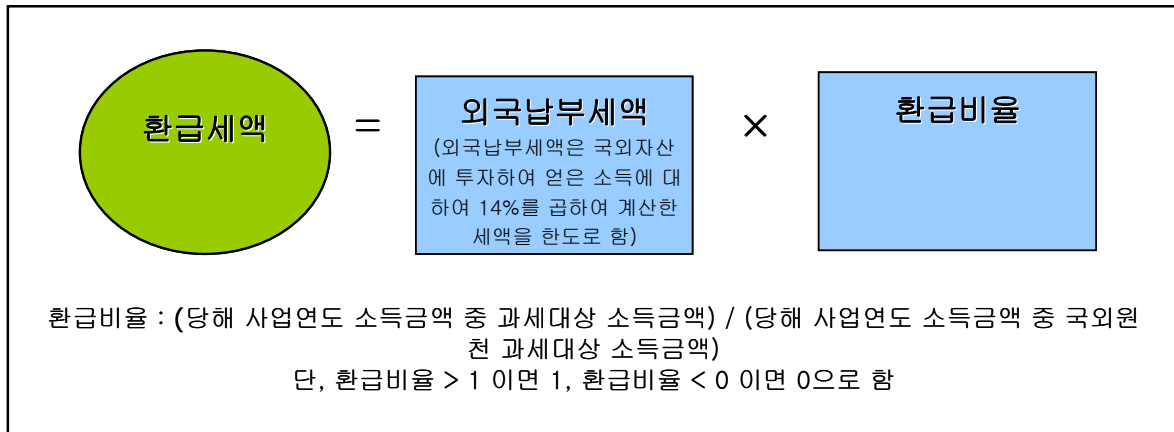 환급세액
=
외국납부세액
(외국납부세액은 국외자산
에 투자하여 얻은 소득에 대
하여 14%를 곱하여 계산한
세액을 한도로 함)
×
환급비율
환급비율 : (당해 사업연도 소득금액 중 과세대상 소득금액) / (당해 사업연도 소득금액 중 국외원
천 과세대상 소득금액)
단, 환급비율 > 1 이면 1, 환급비율 < 0 이면 0으로 함